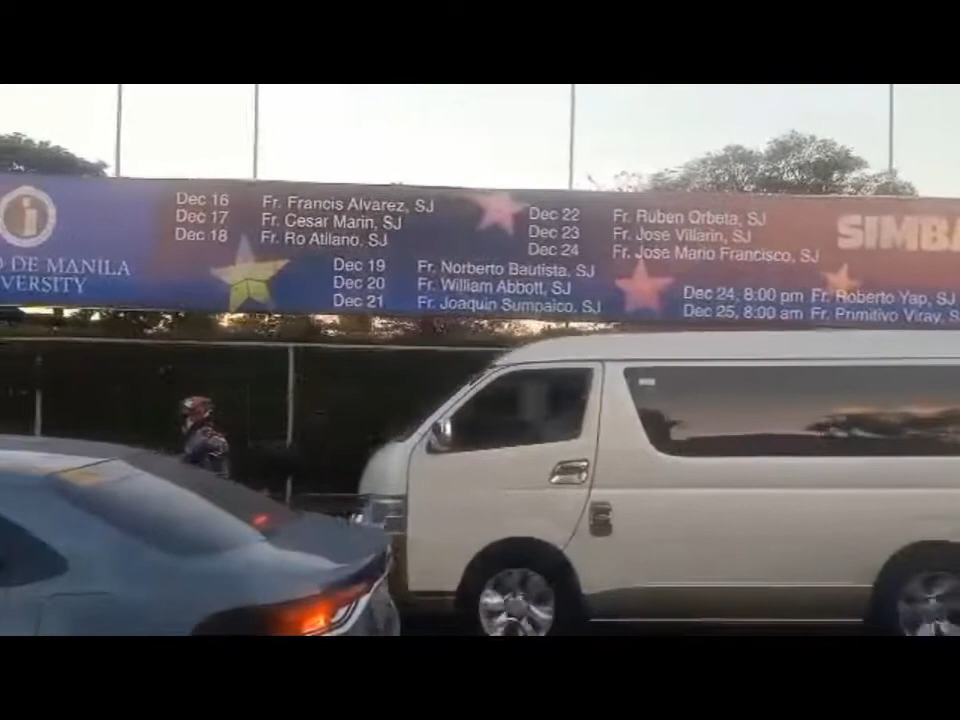 O DE MANILA
VERSITY
Dec 16 Fr. Francis Alvarez, SJ
Dec 17 Fr. Cesar Marin, SJ
Dec 18 Fr. Ro Atilano, SJ
Dec 19 Fr. Norberto Bautista, SJ
Dec 20 Fr. William Abbott, SJ
Dec 21 Fr. Joaquin Sumpaico, SJ
Dec 22 Fr. Ruben Orbeta, SJ
Dec 23 Fr. Jose Villarin, SJ
Dec 24 Fr. Jose Mario Francisco, SJ
Dec 24, 8:00 pm Fr. Roberto Yap, SJ
Dec 25, 8:00 am Fr. Primitivo Viray, S
SIMBA